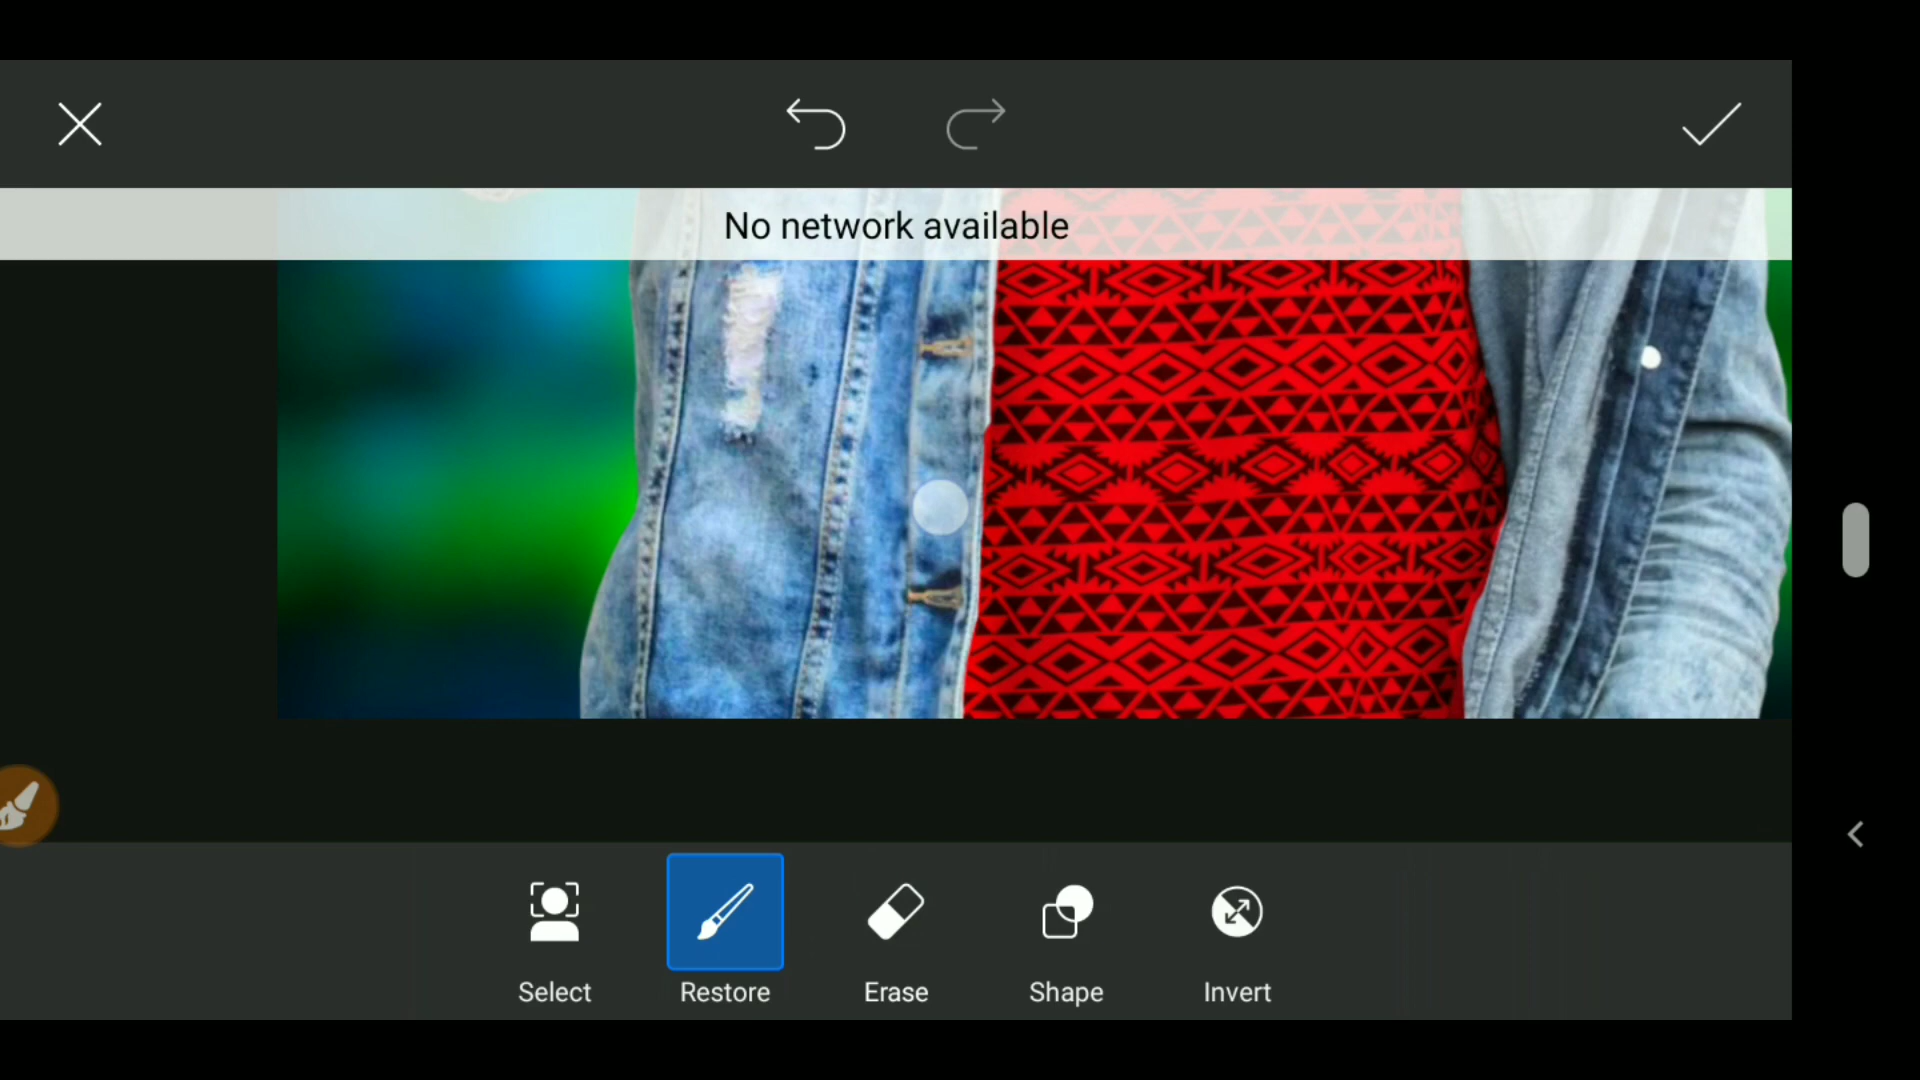 No network available
Select
Restore
Erase
Shape
Invert